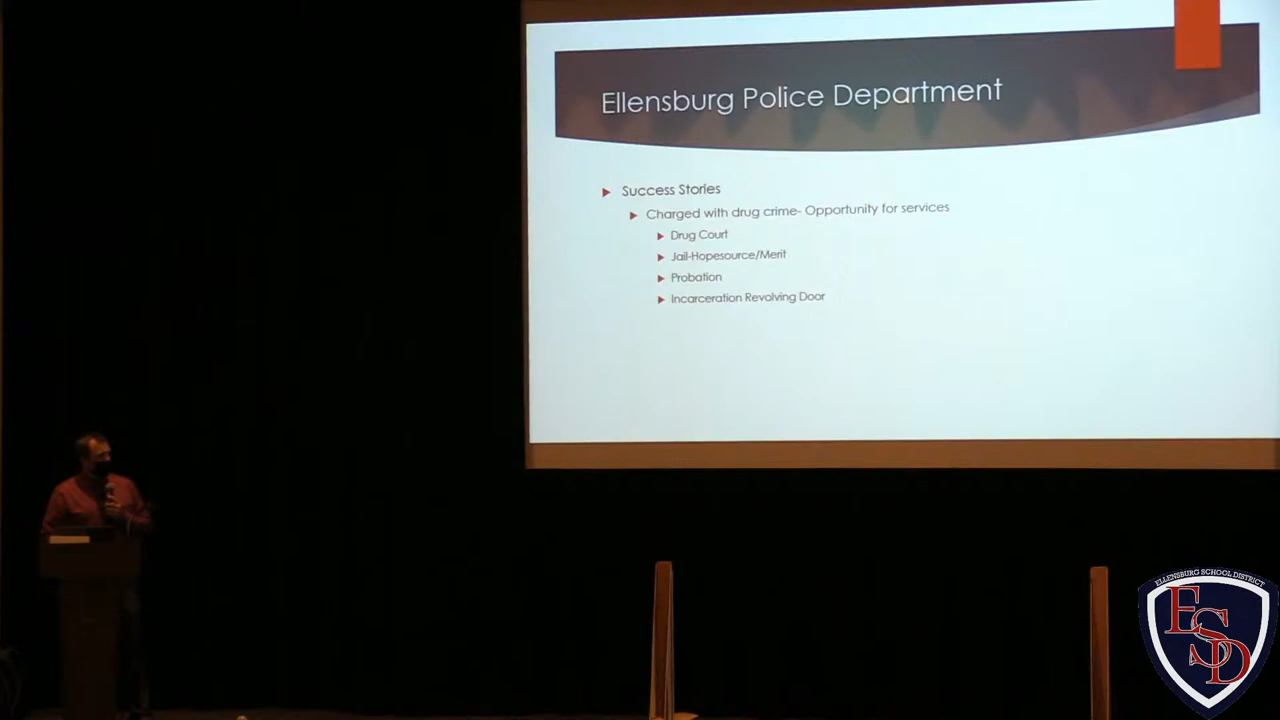 Ellensburg Police Department
Success Stories
Charged with drug crime- Opportunity for services
Drug Court
Jail-Hopesource/Merit
Probation
Incarceration Revolving Door
ELLENSBURG SCHOOL DISTRICT
ESD